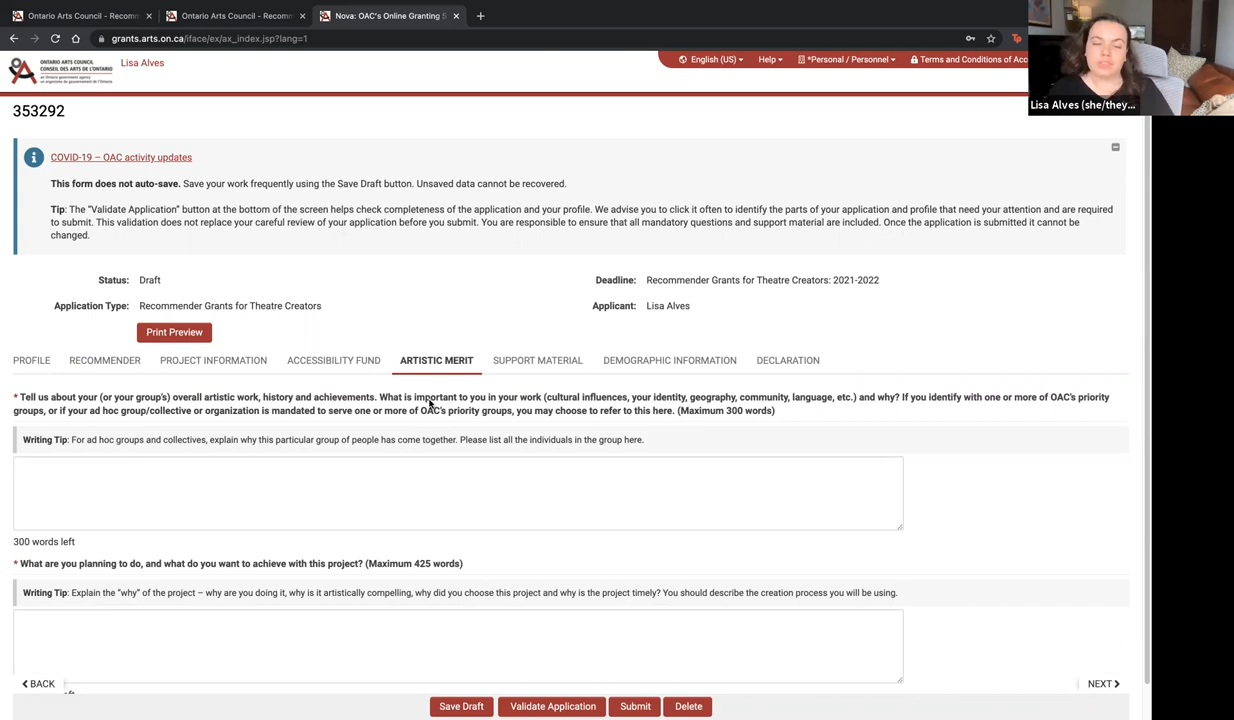 Ontario Arts Council - Recomm
Ontario Arts Council - Recomm
Nova: OAC's Online Granting S
grants.arts.on.ca/iface/ex/ax_index.jsp?lang=1
ONTARIO ARTS COUNCIL
CONSEIL DES ARTS DE L'ONTARIO
an Ontario government agency
un organisme du gouvernement de l'Ontario
Lisa Alves
English (US)
Help
*Personal / Personnel
Terms and Conditions of Acc
Lisa Alves (she/they...
353292
COVID-19 – OAC activity updates
This form does not auto-save. Save your work frequently using the Save Draft button. Unsaved data cannot be recovered.
Tip: The “Validate Application” button at the bottom of the screen helps check completeness of the application and your profile. We advise you to click it often to identify the parts of your application and profile that need your attention and are required
to submit. This validation does not replace your careful review of your application before you submit. You are responsible to ensure that all mandatory questions and support material are included. Once the application is submitted it cannot be
changed.
Status: Draft
Deadline: Recommender Grants for Theatre Creators: 2021-2022
Application Type: Recommender Grants for Theatre Creators
Applicant: Lisa Alves
Print Preview
PROFILE RECOMMENDER PROJECT INFORMATION ACCESSIBILITY FUND ARTISTIC MERIT SUPPORT MATERIAL DEMOGRAPHIC INFORMATION DECLARATION
* Tell us about your (or your group’s) overall artistic work, history and achievements. What is important to you in your work (cultural influences, your identity, geography, community, language, etc.) and why? If you identify with one or more of OAC’s priority
groups, or if your ad hoc group/collective or organization is mandated to serve one or more of OAC’s priority groups, you may choose to refer to this here. (Maximum 300 words)
Writing Tip: For ad hoc groups and collectives, explain why this particular group of people has come together. Please list all the individuals in the group here.
300 words left
* What are you planning to do, and what do you want to achieve with this project? (Maximum 425 words)
Writing Tip: Explain the “why” of the project – why are you doing it, why is it artistically compelling, why did you choose this project and why is the project timely? You should describe the creation process you will be using.
BACK
NEXT
Save Draft
Validate Application
Submit
Delete